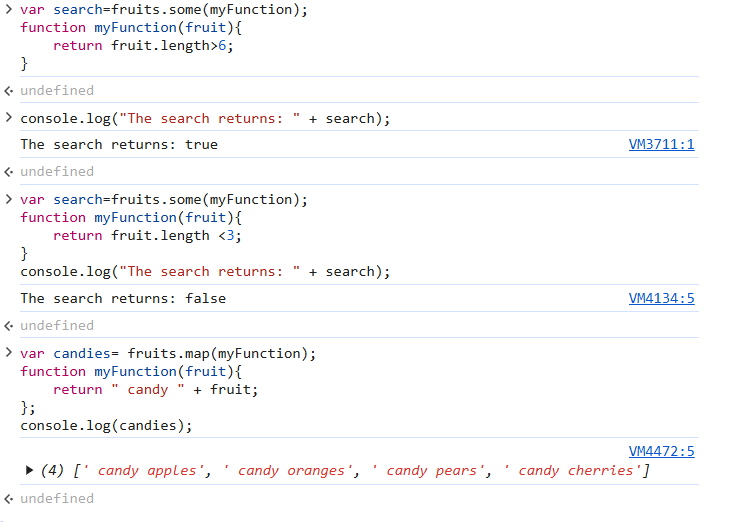 var search=fruits.some(myFunction);
function myFunction(fruit){
    return fruit.length>6;
}
undefined
console.log("The search returns: " + search);
The search returns: true VM3711:1
undefined
var search=fruits.some(myFunction);
function myFunction(fruit){
    return fruit.length <3;
}
console.log("The search returns: " + search);
The search returns: false VM4134:5
undefined
var candies= fruits.map(myFunction);
function myFunction(fruit){
    return " candy " + fruit;
};
console.log(candies);
VM4472:5
(4) [' candy apples', ' candy oranges', ' candy pears', ' candy cherries']
undefined